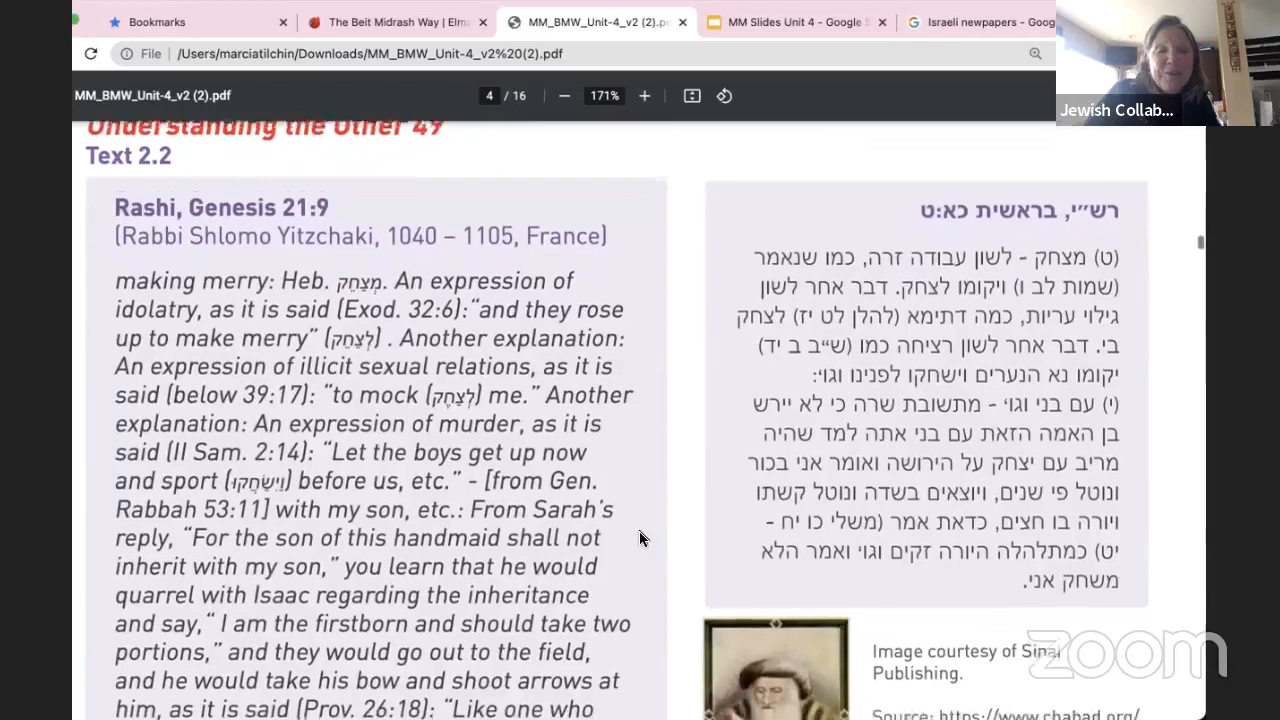 Bookmarks
The Beit Midrash Way | Elma
MM_BMW_Unit-4_v2 (2).pd
MM Slides Unit 4 - Google S
Israeli newspapers - Goog
File
/Users/marciatilchin/Downloads/MM_BMW_Unit-4_v2%20(2).pdf
MM_BMW_Unit-4_v2 (2).pdf
4 / 16
171%
Jewish Collab...
Understanding the Other 49
Text 2.2
Rashi, Genesis 21:9
(Rabbi Shlomo Yitzchaki, 1040 – 1105, France)
making merry: Heb. מְצַחֵק. An expression of
idolatry, as it is said (Exod. 32:6):“and they rose
up to make merry” (לְצַחֵק) . Another explanation:
An expression of illicit sexual relations, as it is
said (below 39:17): “to mock (לְצַחֶק) me.” Another
explanation: An expression of murder, as it is
said (II Sam. 2:14): “Let the boys get up now
and sport (וִישַׂחֲקוּ) before us, etc.” - [from Gen.
Rabbah 53:11] with my son, etc.: From Sarah’s
reply, “For the son of this handmaid shall not
inherit with my son,” you learn that he would
quarrel with Isaac regarding the inheritance
and say,“ I am the firstborn and should take two
portions,” and they would go out to the field,
and he would take his bow and shoot arrows at
him, as it is said (Prov. 26:18): “Like one who
רש״י, בראשית כא:ט
(ט) מצחק - לשון עבודה זרה, כמו שנאמר
(שמות לב ו) ויקומו לצחק. דבר אחר לשון
גילוי עריות, כמה דתימא (להלן לט יז) לצחק
בי. דבר אחר לשון רציחה כמו (ש״ב ב יד)
יקומו נא הנערים וישחקו לפנינו וגו׳:
(י) עם בני וגו׳ - מתשובת שרה כי לא יירש
בן האמה הזאת עם בני אתה למד שהיה
מריב עם יצחק על הירושה ואומר אני בכור
ונוטל פי שנים, ויוצאים בשדה ונוטל קשתו
ויורה בו חצים, כדאת אמר (משלי כו יח -
יט) כמתלהלה היורה זקים וגו׳ ואמר הלא
משחק אני.
Image courtesy of Sinai
Publishing.
Source: https://www.chabad.org/
zoom